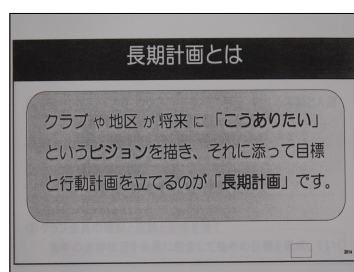 長期計画とは
クラブや地区が将来に「こうありたい」
というビジョンを描き、それに添って目標
と行動計画を立てるのが「長期計画」です。